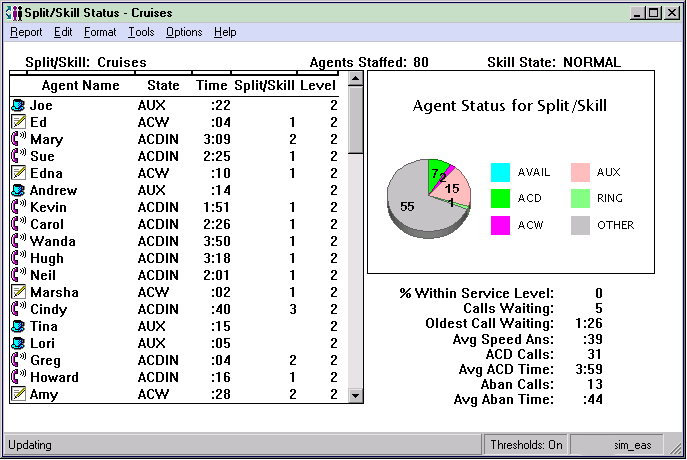 Split/Skill Status - Cruises
Report Edit Format Tools Options Help
Split/Skill: Cruises Agents Staffed: 80 Skill State: NORMAL
Agent Name State Time Split/Skill Level
Joe AUX :22 2
Ed ACW :04 1 2
Mary ACDIN 3:09 2 2
Sue ACDIN 2:25 1 2
Edna ACW :10 1 2
Andrew AUX :14 2
Kevin ACDIN 1:51 1 2
Carol ACDIN 2:26 1 2
Wanda ACDIN 3:50 1 2
Hugh ACDIN 3:18 1 2
Neil ACDIN 2:01 1 2
Marsha ACW :02 1 2
Cindy ACDIN :40 3 2
Tina AUX :15 2
Lori AUX :05 2
Greg ACDIN :04 2 2
Howard ACDIN :16 1 2
Amy ACW :28 2 2
Agent Status for Split/Skill
7
2
15
1
55
AVAIL AUX
ACD RING
ACW OTHER
% Within Service Level: 0
Calls Waiting: 5
Oldest Call Waiting: 1:26
Avg Speed Ans: :39
ACD Calls: 31
Avg ACD Time: 3:59
Aban Calls: 13
Avg Aban Time: :44
Updating Thresholds: On sim_eas